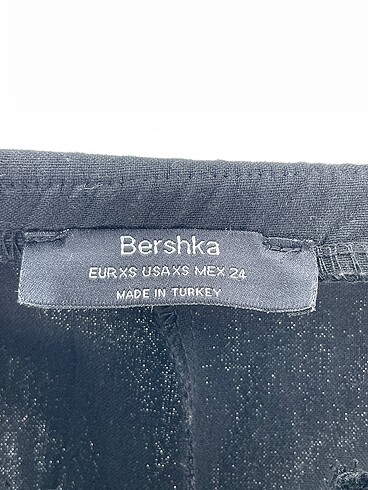 Bershka
EUR XS USA XS MEX 24
MADE IN TURKEY